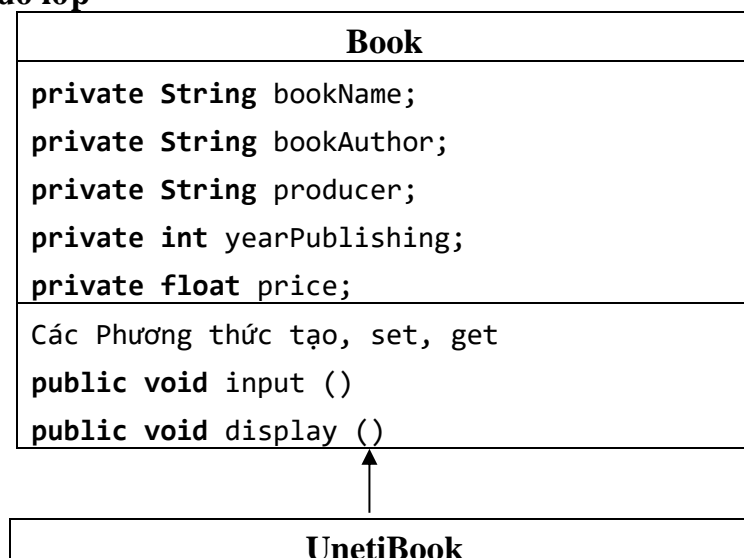 Book
private String bookName;
private String bookAuthor;
private String producer;
private int yearPublishing;
private float price;
Các Phương thức tạo, set, get
public void input ()
public void display ()
UnetiBook